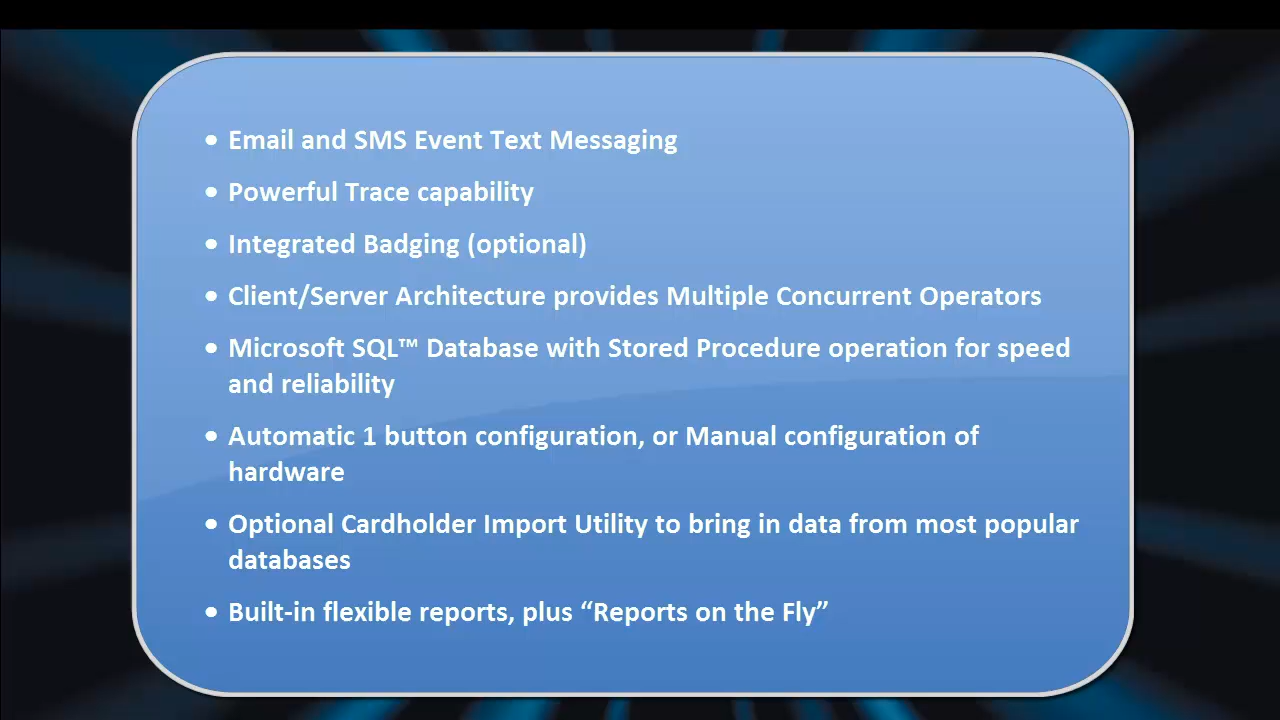 • Email and SMS Event Text Messaging
• Powerful Trace capability
• Integrated Badging (optional)
• Client/Server Architecture provides Multiple Concurrent Operators
• Microsoft SQL™ Database with Stored Procedure operation for speed
and reliability
• Automatic 1 button configuration, or Manual configuration of
hardware
• Optional Cardholder Import Utility to bring in data from most popular
databases
• Built-in flexible reports, plus “Reports on the Fly”